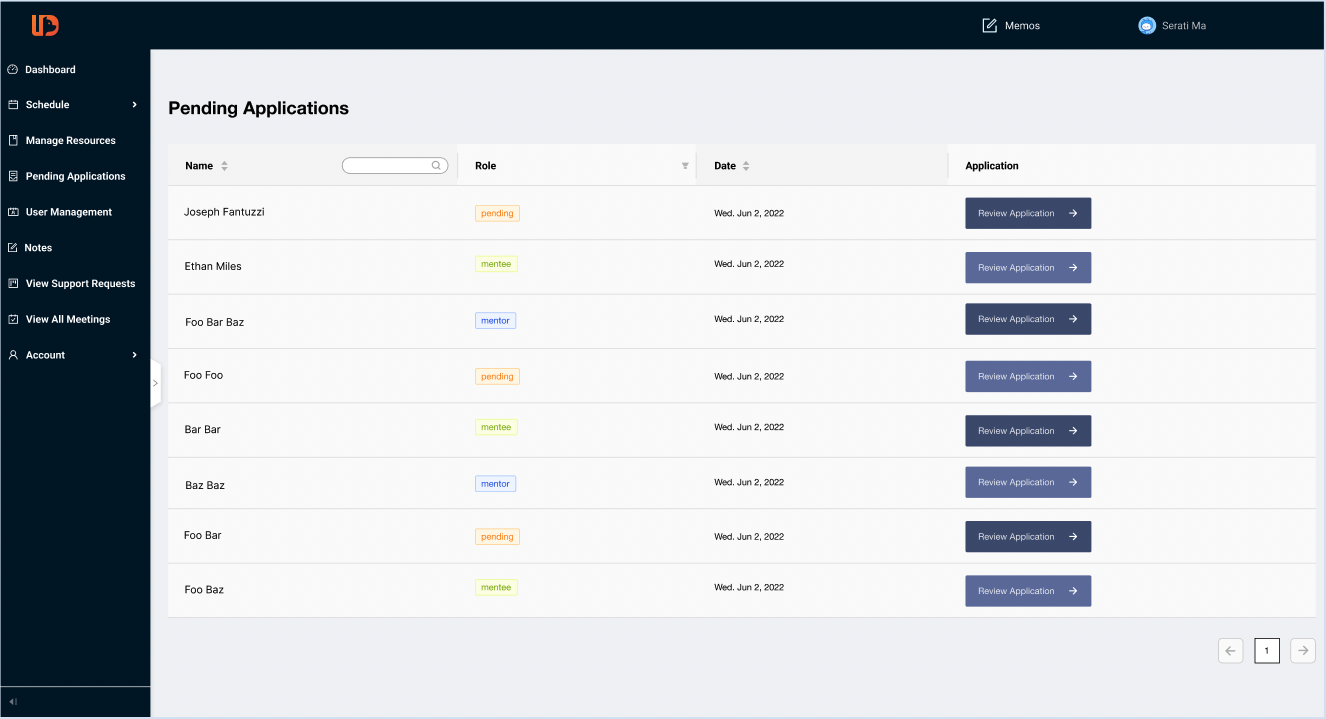 Memos
Serati Ma
Dashboard
Schedule
Manage Resources
Pending Applications
User Management
Notes
View Support Requests
View All Meetings
Account
Pending Applications
Name Role Date Application
Joseph Fantuzzi pending Wed. Jun 2, 2022 Review Application
Ethan Miles mentee Wed. Jun 2, 2022 Review Application
Foo Bar Baz mentor Wed. Jun 2, 2022 Review Application
Foo Foo pending Wed. Jun 2, 2022 Review Application
Bar Bar mentee Wed. Jun 2, 2022 Review Application
Baz Baz mentor Wed. Jun 2, 2022 Review Application
Foo Bar pending Wed. Jun 2, 2022 Review Application
Foo Baz mentee Wed. Jun 2, 2022 Review Application
1